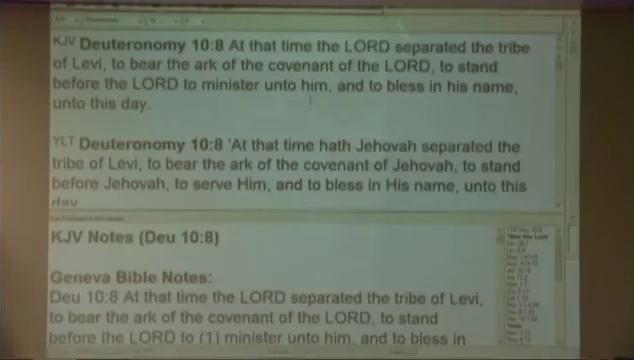 KJV Deuteronomy 10:8 At that time the LORD separated the tribe
of Levi, to bear the ark of the covenant of the LORD, to stand
before the LORD to minister unto him, and to bless in his name,
unto this day.
YLT Deuteronomy 10:8 'At that time hath Jehovah separated the
tribe of Levi, to bear the ark of the covenant of Jehovah, to stand
before Jehovah, to serve Him, and to bless in His name, unto this
day
KJV Notes (Deu 10:8)
Geneva Bible Notes:
Deu 10:8 At that time the LORD separated the tribe of Levi,
to bear the ark of the covenant of the LORD, to stand
before the LORD to (1) minister unto him, and to bless in